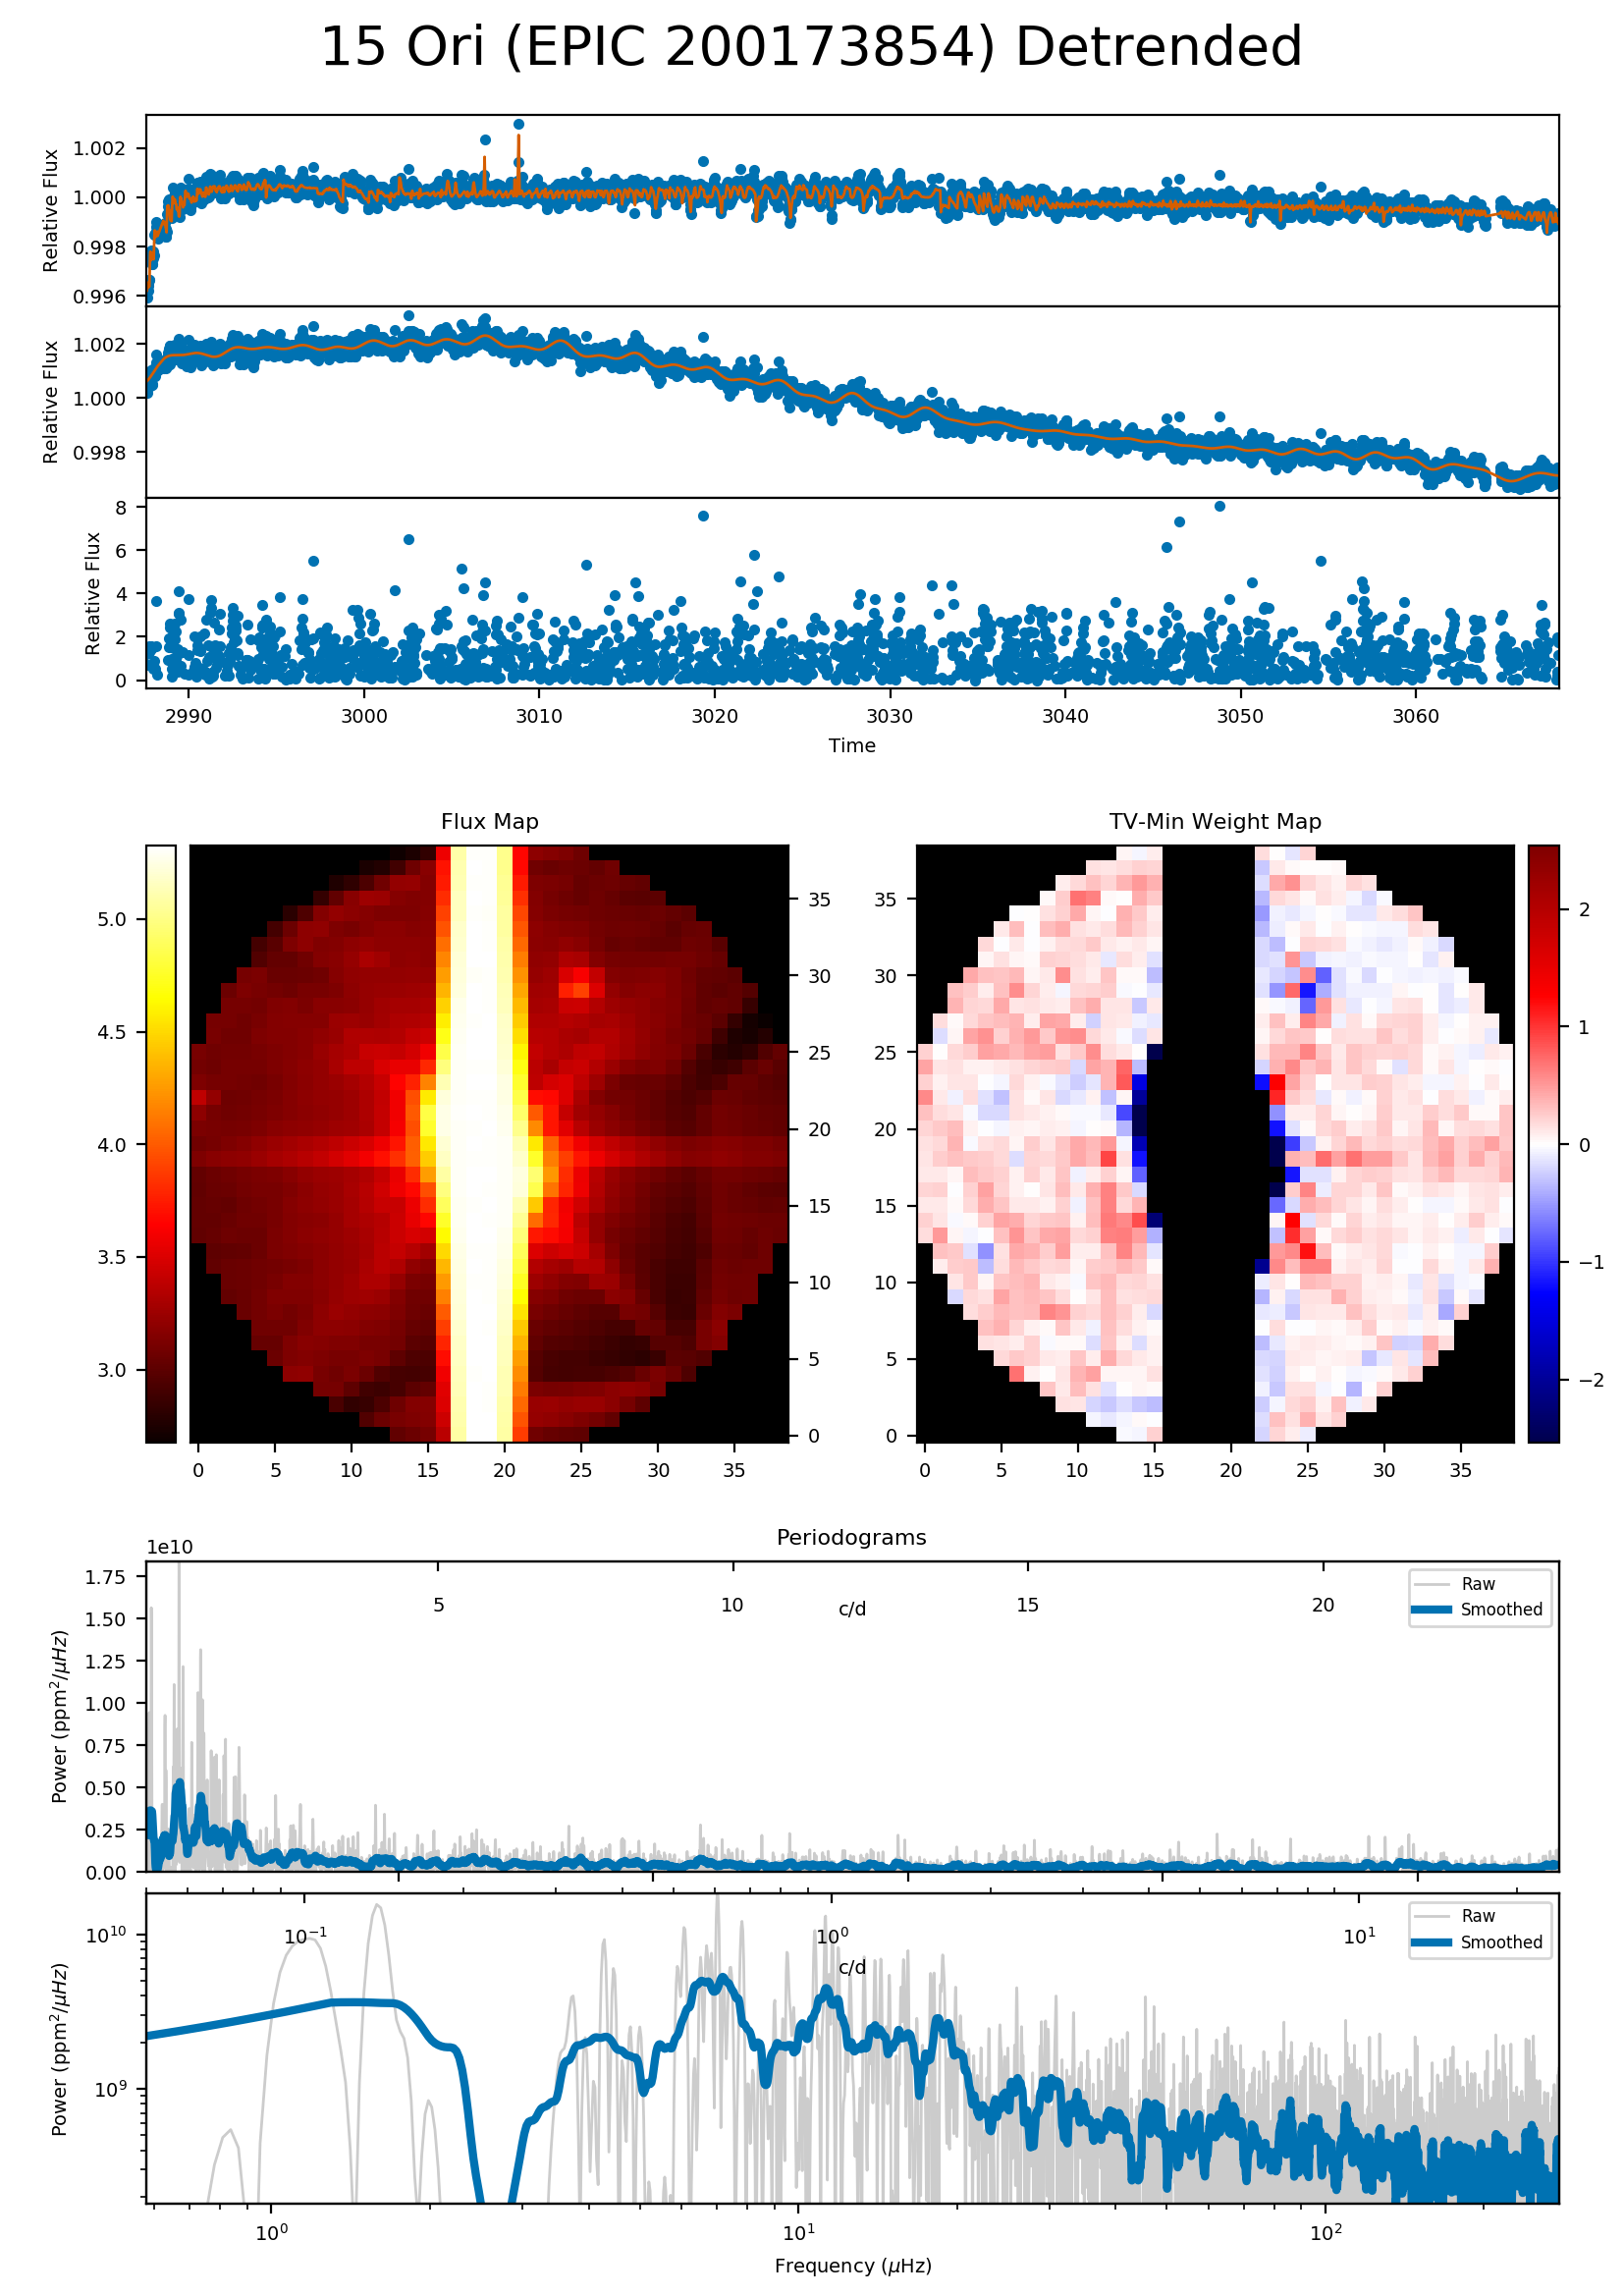 15 Ori (EPIC 200173854) Detrended
Relative Flux
1.002
1.000
0.998
0.996
Relative Flux
1.002
1.000
0.998
Relative Flux
8
6
4
2
0
2990 3000 3010 3020 3030 3040 3050 3060
Time
Flux Map
5.0
4.5
4.0
3.5
3.0
35
30
25
20
15
10
5
0
0 5 10 15 20 25 30 35
TV-Min Weight Map
35
30
25
20
15
10
5
0
0 5 10 15 20 25 30 35
2
1
0
−1
−2
Periodograms
1e10
Power (ppm²/μHz)
1.75
1.50
1.25
1.00
0.75
0.50
0.25
0.00
5 10 15 20
c/d
Raw
Smoothed
Power (ppm²/μHz)
10¹⁰
10⁹
10⁻¹ 10⁰ 10¹
c/d
Raw
Smoothed
10⁰ 10¹ 10²
Frequency (μHz)